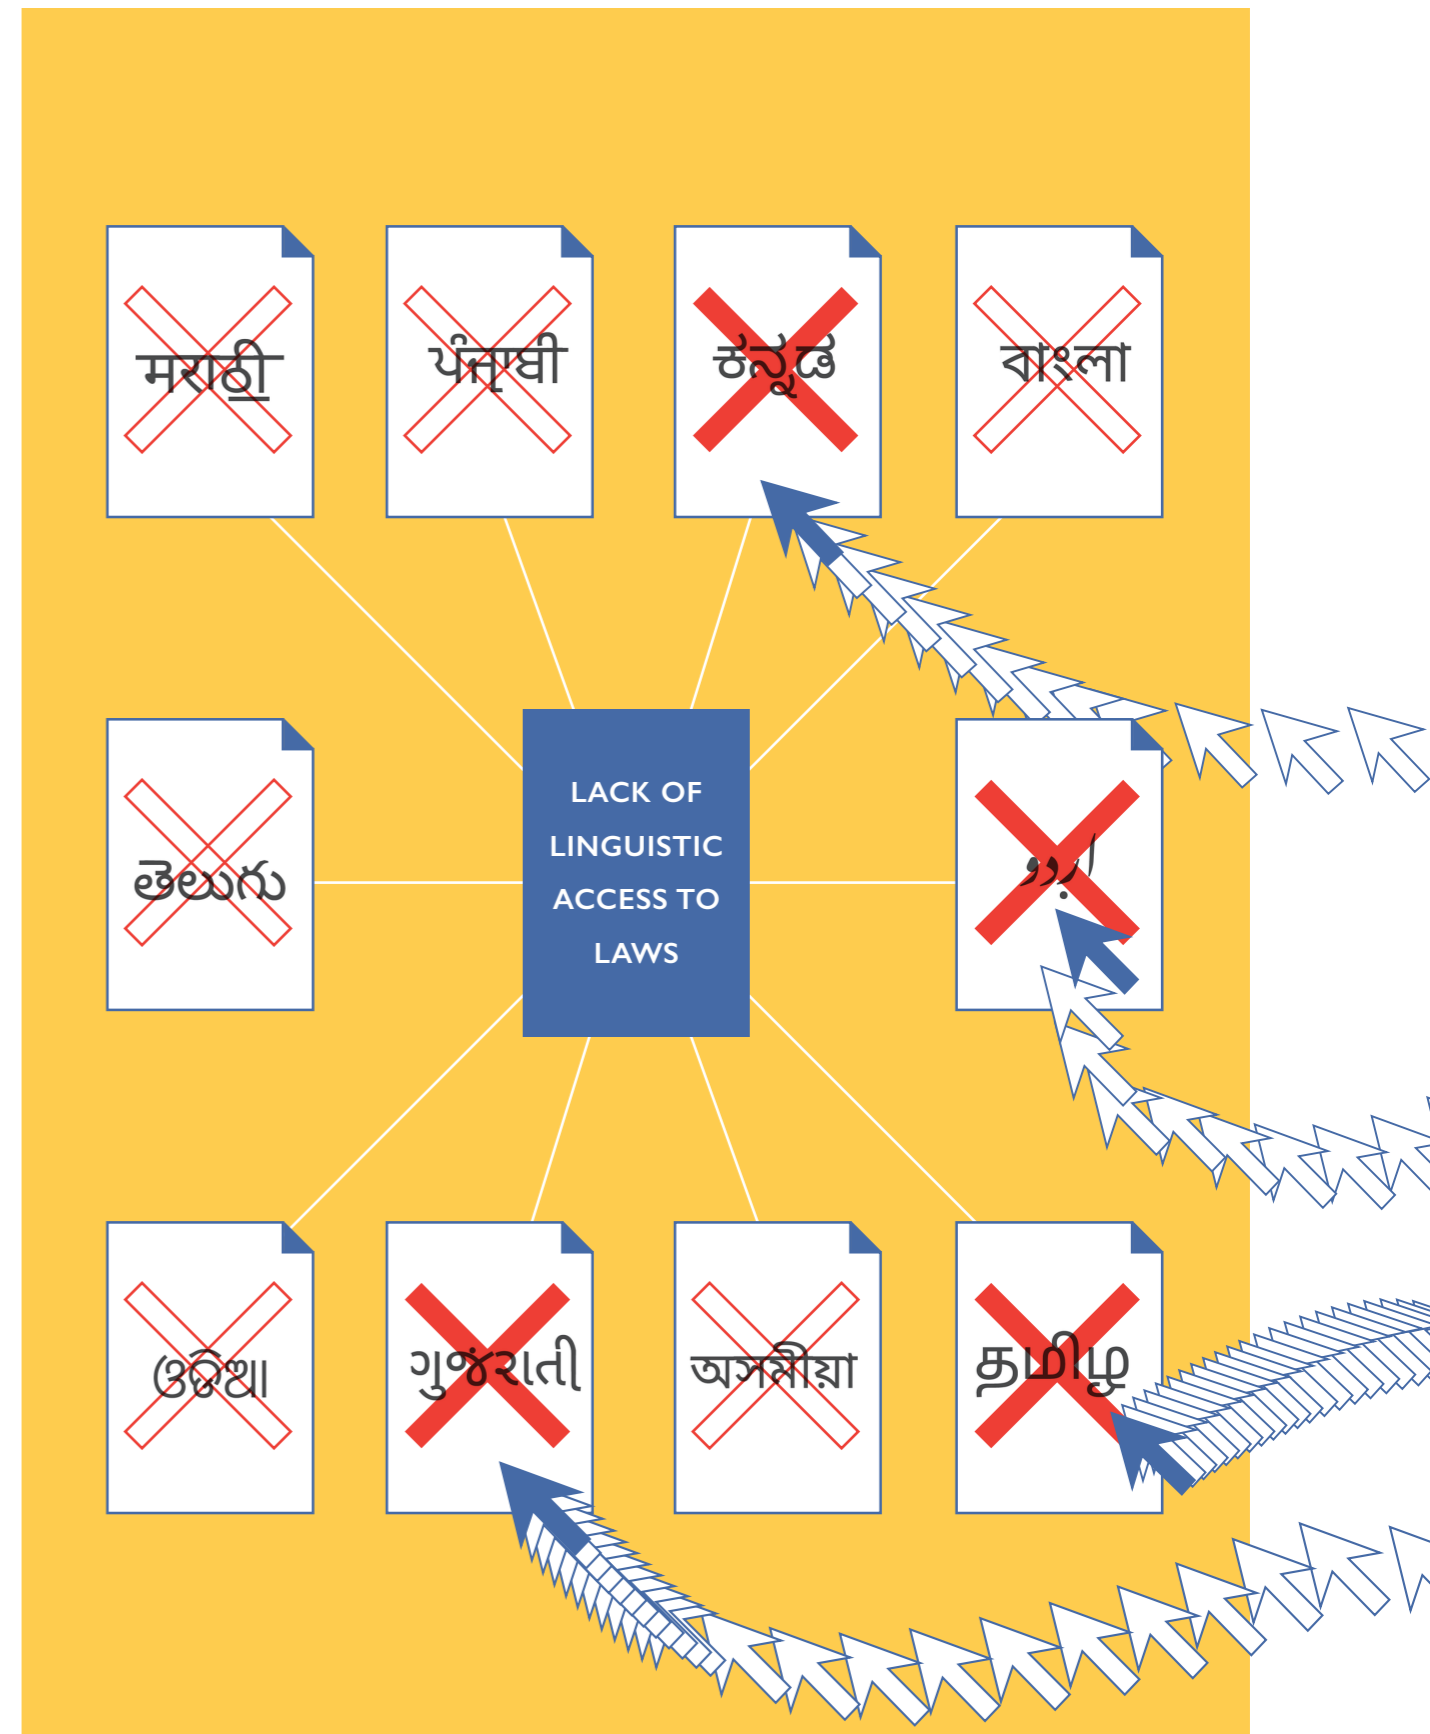 मराठी
ਪੰਜਾਬੀ
ಕನ್ನಡ
বাংলা
తెలుగు
LACK OF
LINGUISTIC
ACCESS TO
LAWS
اردو
ଓଡିଆ
ગુજરાતી
অসমীয়া
தமிழ்